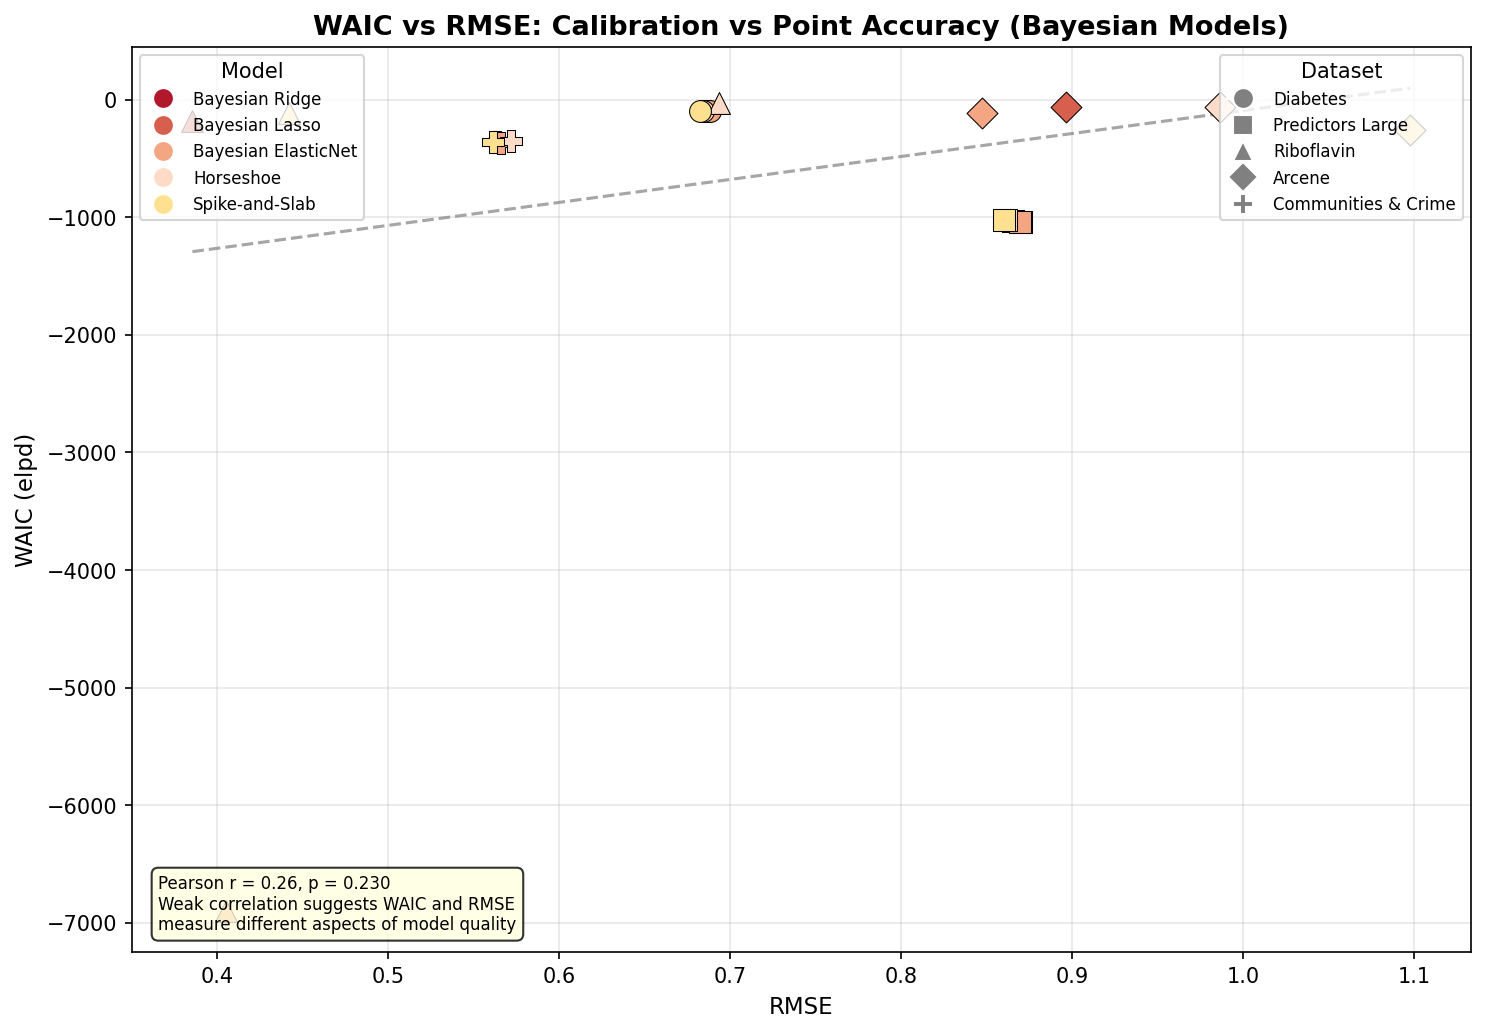 WAIC vs RMSE: Calibration vs Point Accuracy (Bayesian Models)
Model
Bayesian Ridge
Bayesian Lasso
Bayesian ElasticNet
Horseshoe
Spike-and-Slab
Dataset
Diabetes
Predictors Large
Riboflavin
Arcene
Communities & Crime
WAIC (elpd)
0
−1000
−2000
−3000
−4000
−5000
−6000
−7000
Pearson r = 0.26, p = 0.230
Weak correlation suggests WAIC and RMSE
measure different aspects of model quality
0.4 0.5 0.6 0.7 0.8 0.9 1.0 1.1
RMSE